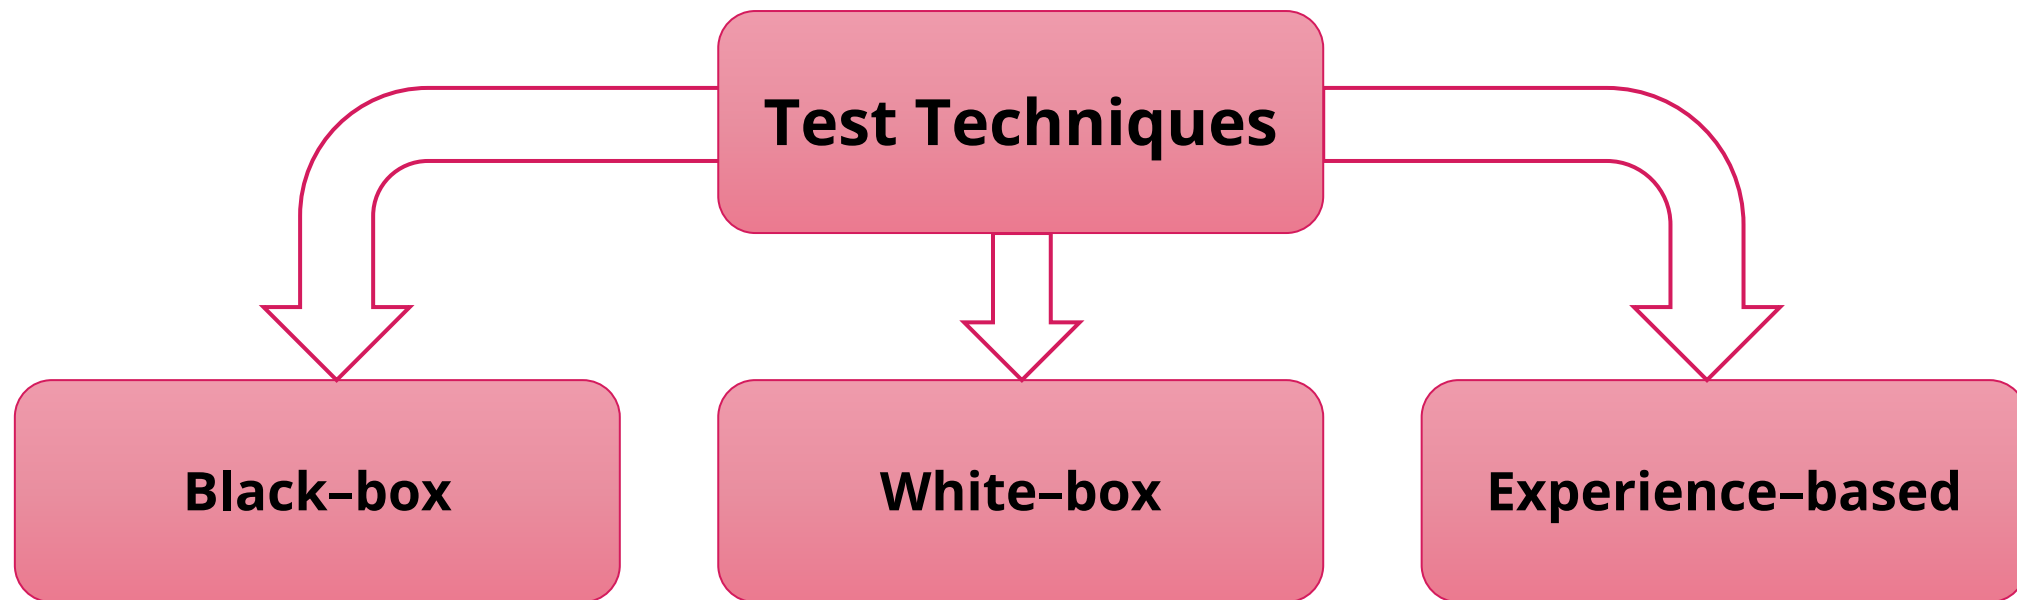 Test Techniques
Black–box
White–box
Experience–based